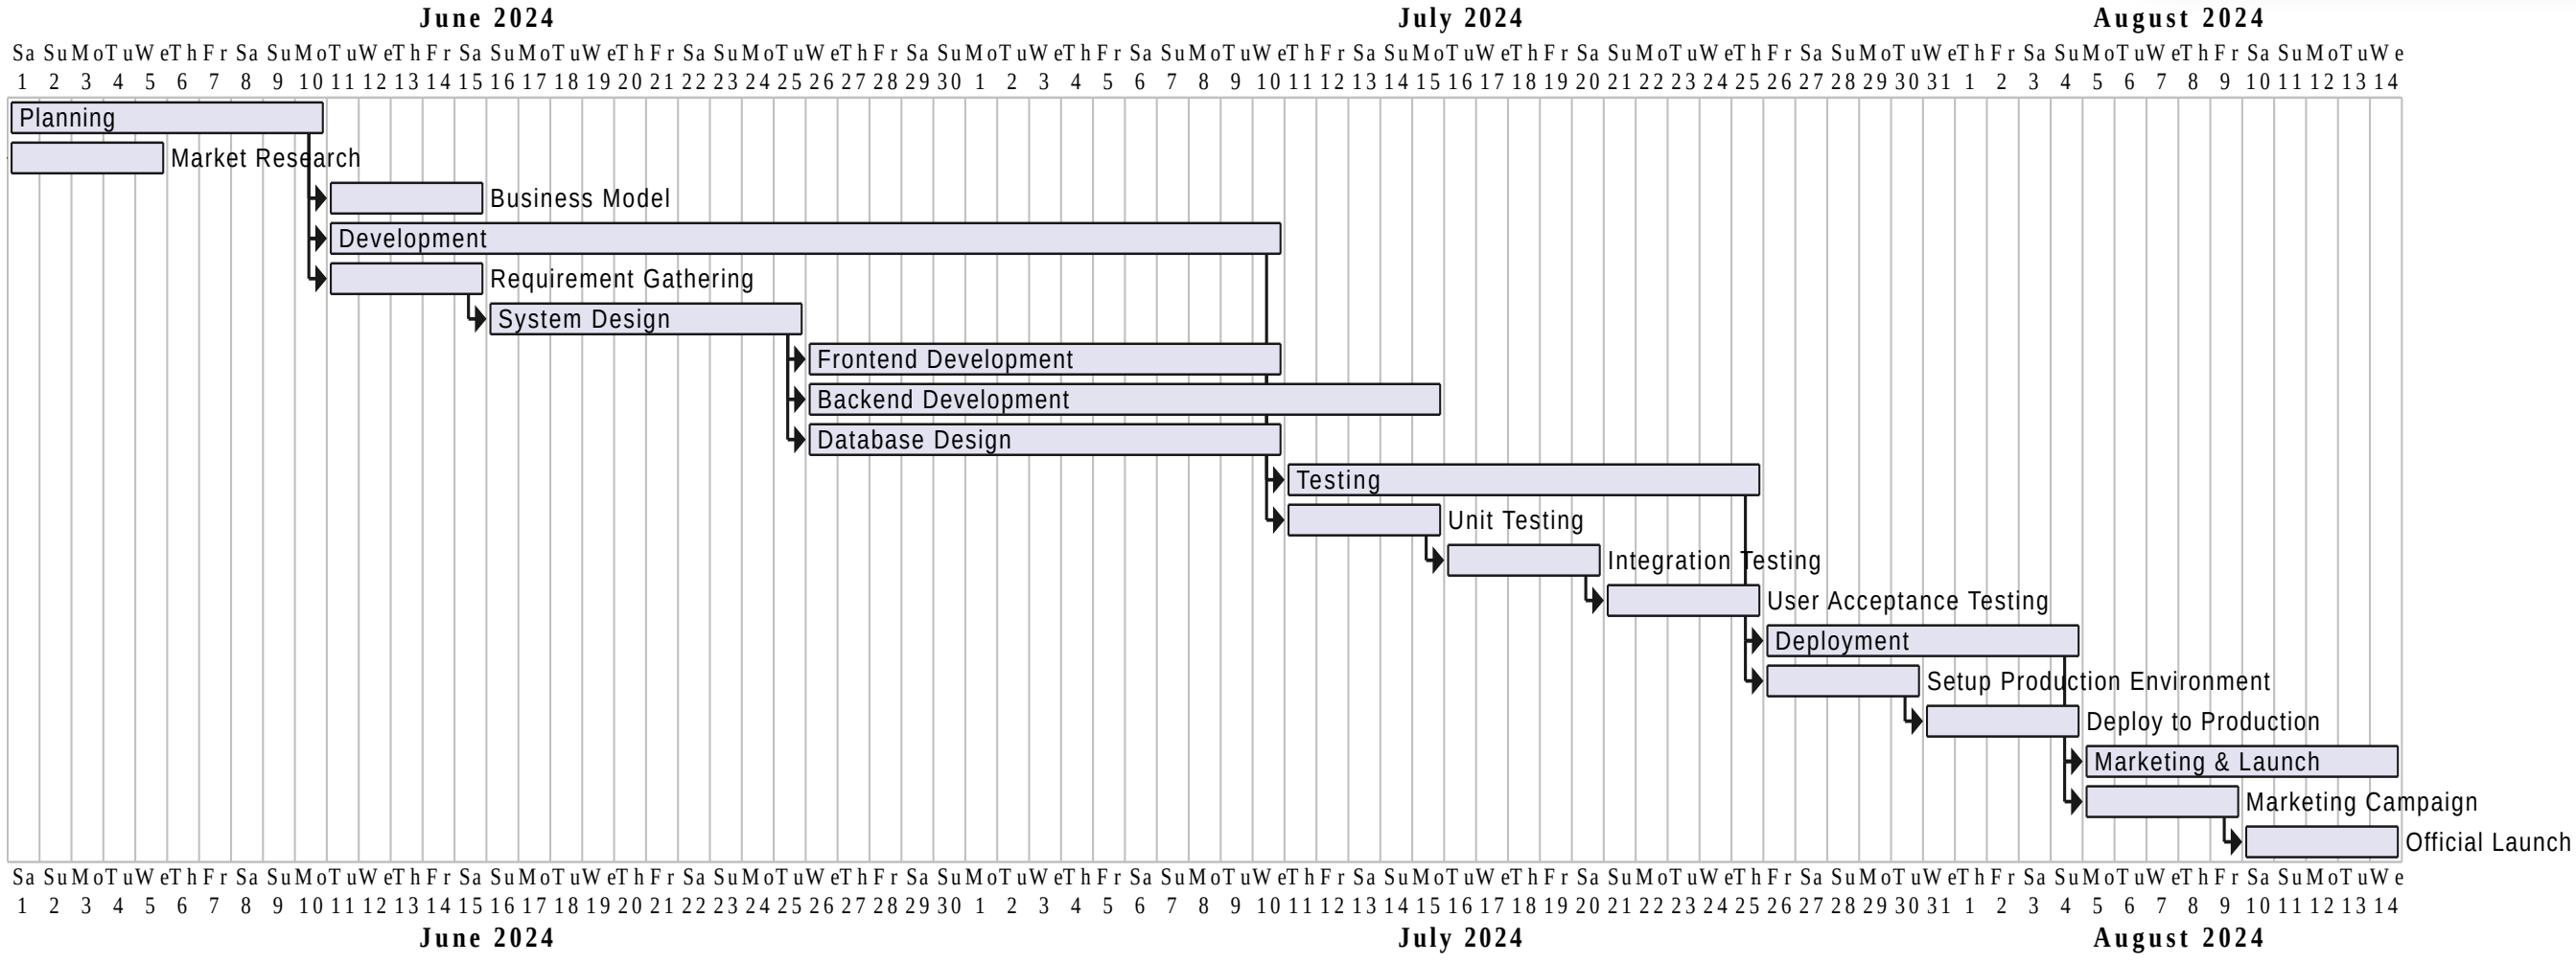 June 2024 July 2024 August 2024
Sa Su Mo Tu We Th Fr Sa Su Mo Tu We Th Fr Sa Su Mo Tu We Th Fr Sa Su Mo Tu We Th Fr Sa Su Mo Tu We Th Fr Sa Su Mo Tu We Th Fr Sa Su Mo Tu We Th Fr Sa Su Mo Tu We Th Fr Sa Su Mo Tu We Th Fr Sa Su Mo Tu We Th Fr Sa Su Mo Tu We
1 2 3 4 5 6 7 8 9 10 11 12 13 14 15 16 17 18 19 20 21 22 23 24 25 26 27 28 29 30 1 2 3 4 5 6 7 8 9 10 11 12 13 14 15 16 17 18 19 20 21 22 23 24 25 26 27 28 29 30 31 1 2 3 4 5 6 7 8 9 10 11 12 13 14
Planning
Market Research
Business Model
Development
Requirement Gathering
System Design
Frontend Development
Backend Development
Database Design
Testing
Unit Testing
Integration Testing
User Acceptance Testing
Deployment
Setup Production Environment
Deploy to Production
Marketing & Launch
Marketing Campaign
Official Launch
Sa Su Mo Tu We Th Fr Sa Su Mo Tu We Th Fr Sa Su Mo Tu We Th Fr Sa Su Mo Tu We Th Fr Sa Su Mo Tu We Th Fr Sa Su Mo Tu We Th Fr Sa Su Mo Tu We Th Fr Sa Su Mo Tu We Th Fr Sa Su Mo Tu We Th Fr Sa Su Mo Tu We Th Fr Sa Su Mo Tu We
1 2 3 4 5 6 7 8 9 10 11 12 13 14 15 16 17 18 19 20 21 22 23 24 25 26 27 28 29 30 1 2 3 4 5 6 7 8 9 10 11 12 13 14 15 16 17 18 19 20 21 22 23 24 25 26 27 28 29 30 31 1 2 3 4 5 6 7 8 9 10 11 12 13 14
June 2024 July 2024 August 2024